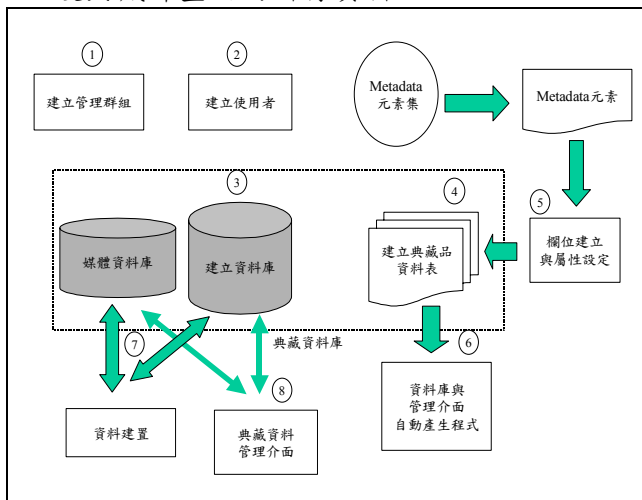 1
建立管理群組
2
建立使用者
Metadata
元素集
Metadata元素
3
媒體資料庫
建立資料庫
4
建立典藏品
資料表
5
欄位建立
與屬性設定
7
典藏資料庫
6
資料建置
8
典藏資料
管理介面
資料庫與
管理介面
自動產生程式